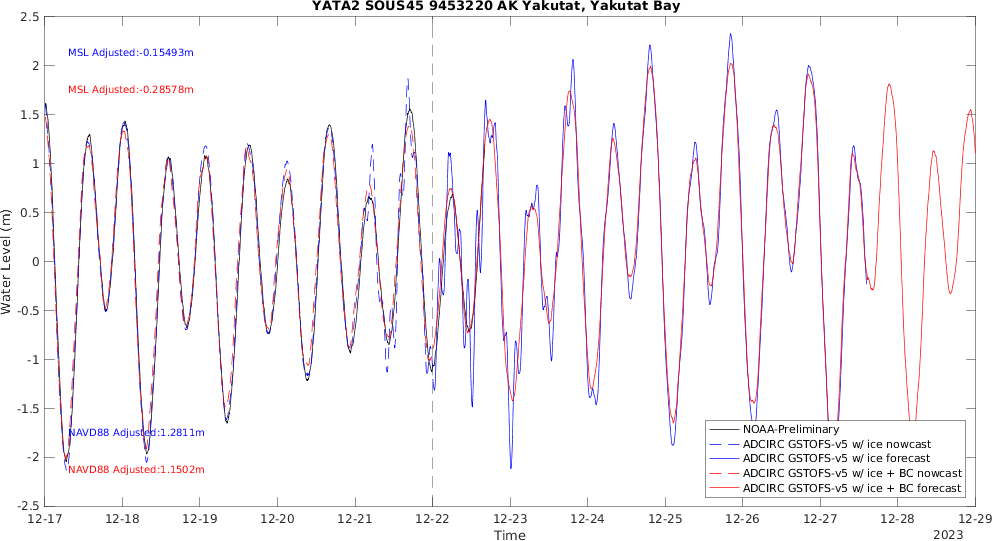 YATA2 SOUS45 9453220 AK Yakutat, Yakutat Bay
2.5
2
1.5
1
0.5
0
-0.5
-1
-1.5
-2
-2.5
Water Level (m)
MSL Adjusted:-0.15493m
MSL Adjusted:-0.28578m
NAVD88 Adjusted:1.2811m
NAVD88 Adjusted:1.1502m
NOAA-Preliminary
ADCIRC GSTOFS-v5 w/ ice nowcast
ADCIRC GSTOFS-v5 w/ ice forecast
ADCIRC GSTOFS-v5 w/ ice + BC nowcast
ADCIRC GSTOFS-v5 w/ ice + BC forecast
12-17 12-18 12-19 12-20 12-21 12-22 12-23 12-24 12-25 12-26 12-27 12-28 12-29
Time
2023